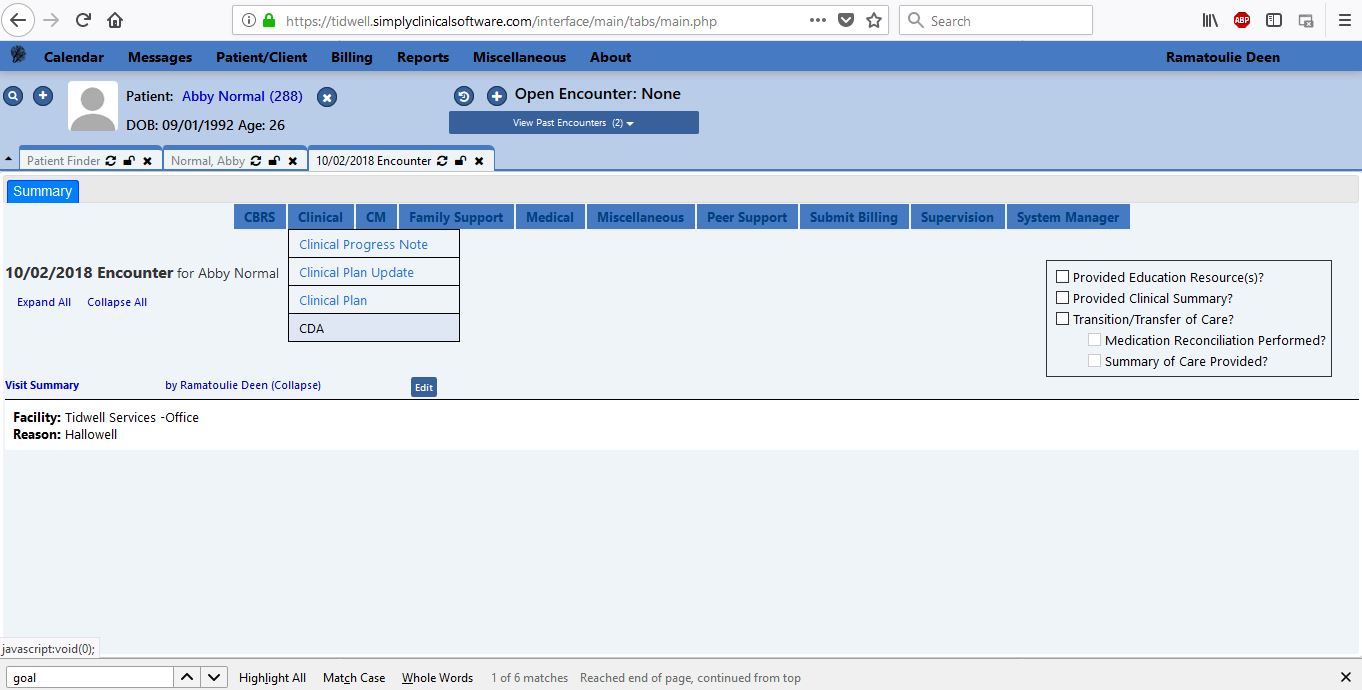 https://tidwell.simplyclinicalsoftware.com/interface/main/tabs/main.php
Search
ABP
Calendar Messages Patient/Client Billing Reports Miscellaneous About Ramatoulie Deen
Patient: Abby Normal (288)
Open Encounter: None
DOB: 09/01/1992 Age: 26
View Past Encounters (2)
Patient Finder Normal, Abby 10/02/2018 Encounter
Summary
CBRS Clinical CM Family Support Medical Miscellaneous Peer Support Submit Billing Supervision System Manager
Clinical Progress Note
Clinical Plan Update
Clinical Plan
CDA
10/02/2018 Encounter for Abby Normal
Expand All Collapse All
Provided Education Resource(s)?
Provided Clinical Summary?
Transition/Transfer of Care?
Medication Reconciliation Performed?
Summary of Care Provided?
Visit Summary by Ramatoulie Deen (Collapse) Edit
Facility: Tidwell Services -Office
Reason: Hallowell
javascript:void(0);
goal Highlight All Match Case Whole Words 1 of 6 matches Reached end of page, continued from top